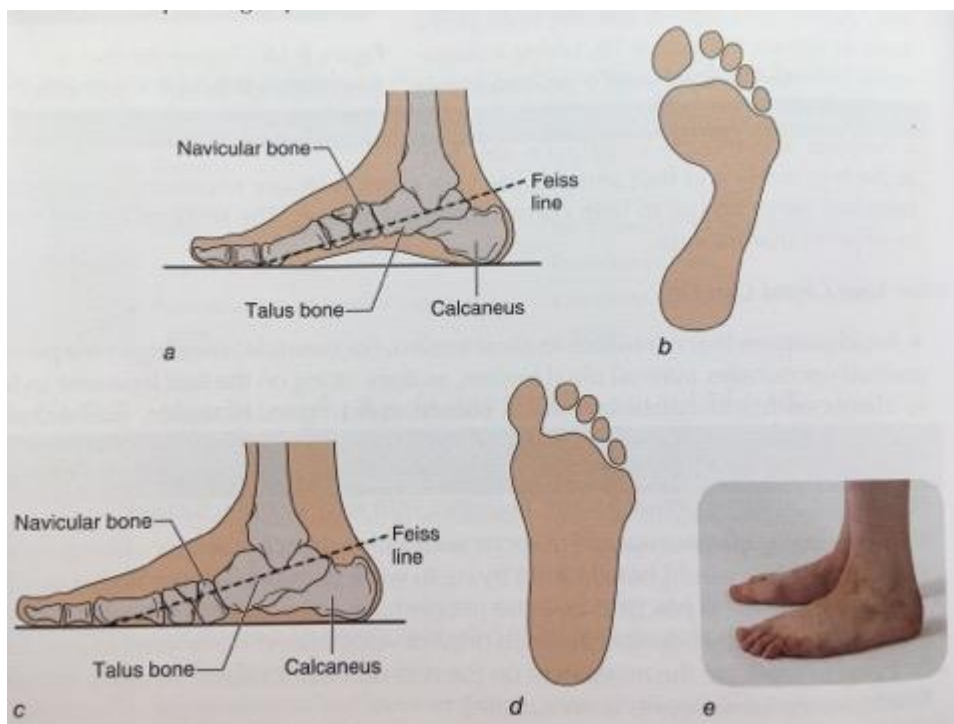 Navicular bone
Feiss
line
Talus bone
Calcaneus
a
b
Navicular bone
Feiss
line
Talus bone
Calcaneus
c
d
e